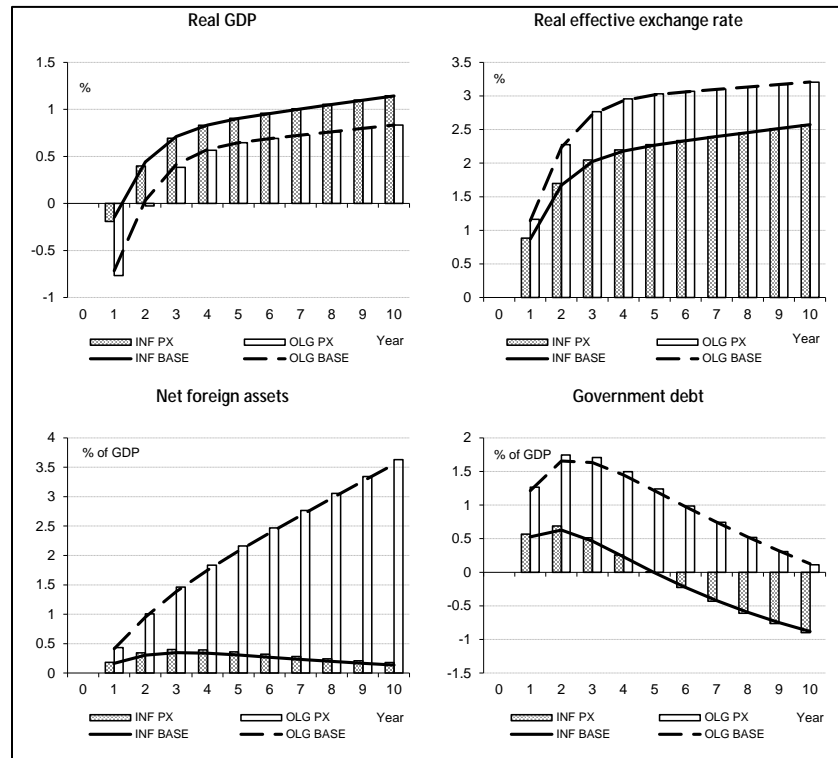 Real GDP
1.5
%
1
0.5
0
-0.5
-1
0 1 2 3 4 5 6 7 8 9 10
INF PX OLG PX Year
INF BASE OLG BASE
Real effective exchange rate
3.5
%
3
2.5
2
1.5
1
0.5
0
0 1 2 3 4 5 6 7 8 9 10
INF PX OLG PX Year
INF BASE OLG BASE
Net foreign assets
4
% of GDP
3.5
3
2.5
2
1.5
1
0.5
0
0 1 2 3 4 5 6 7 8 9 10
INF PX OLG PX Year
INF BASE OLG BASE
Government debt
2
% of GDP
1.5
1
0.5
0
-0.5
-1
-1.5
0 1 2 3 4 5 6 7 8 9 10
INF PX OLG PX Year
INF BASE OLG BASE